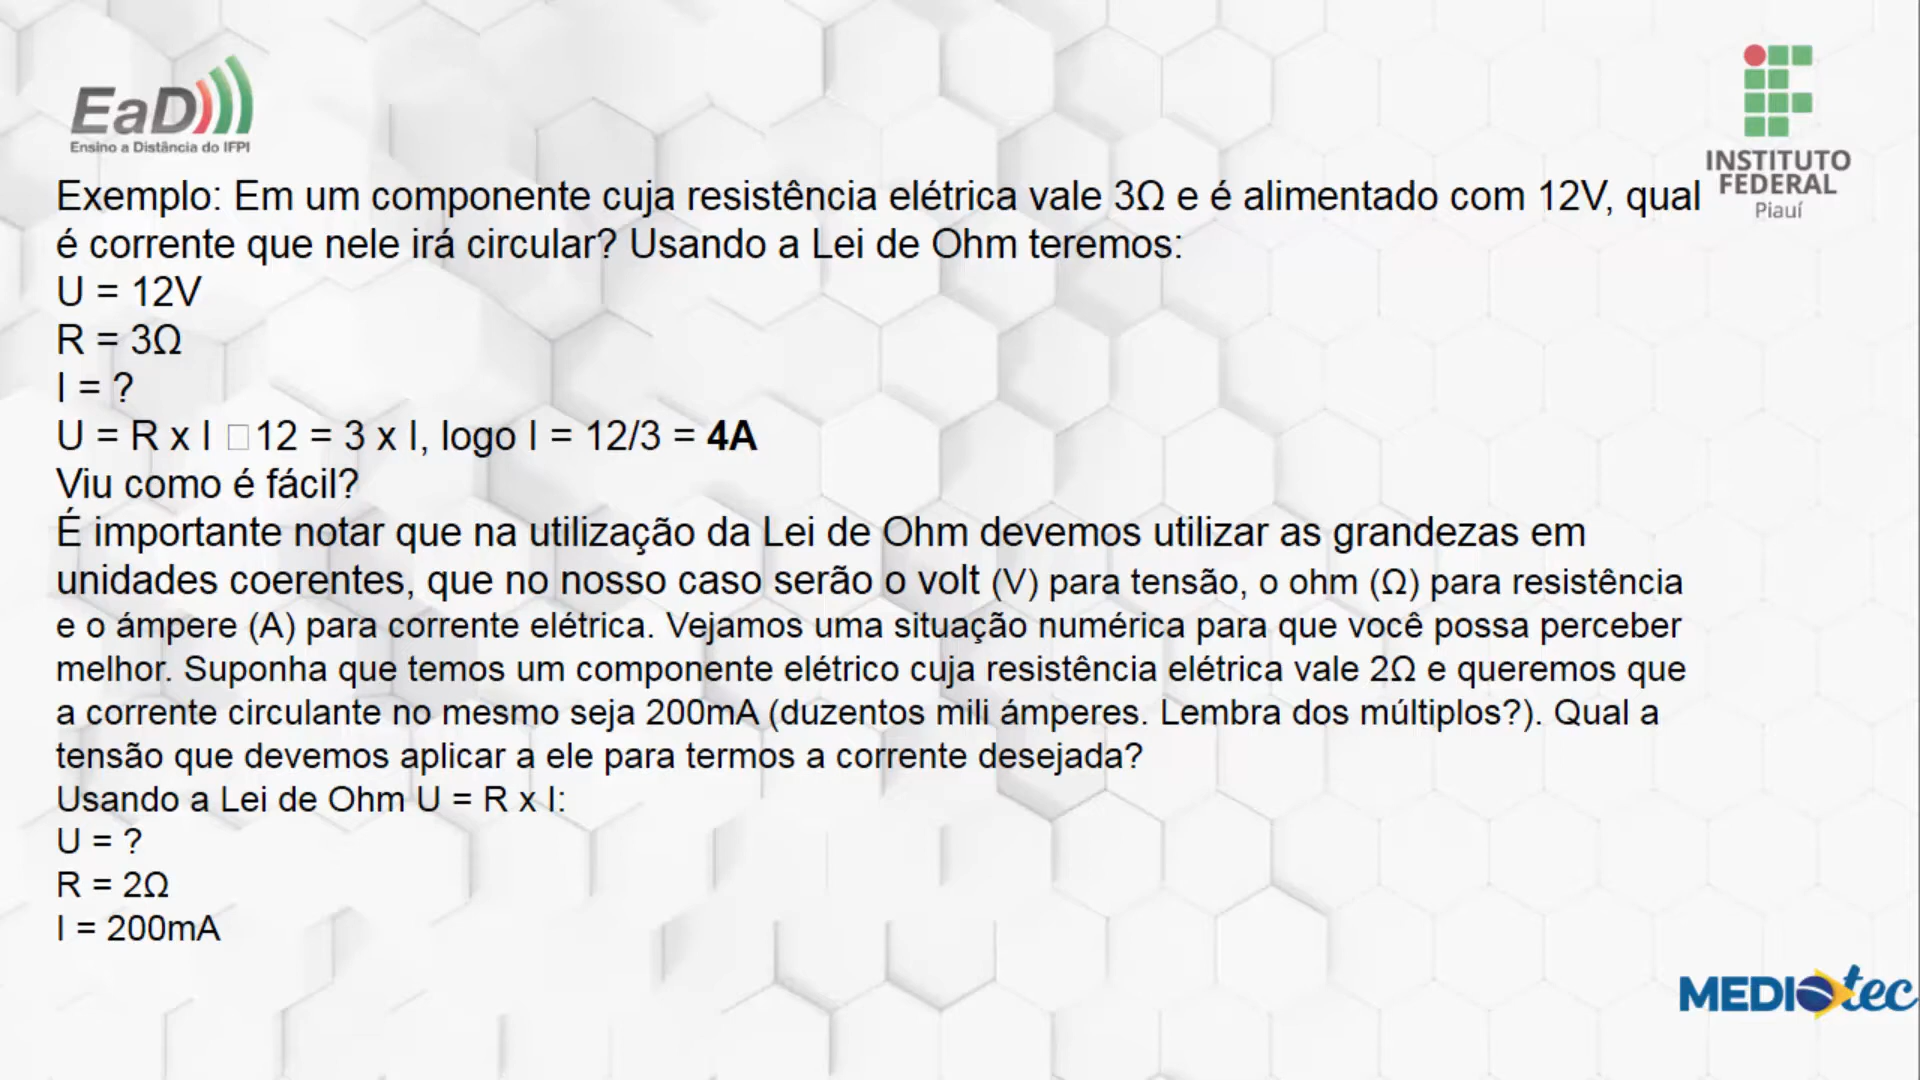 EaD
Ensino a Distância do IFPI
INSTITUTO
FEDERAL
Piauí
Exemplo: Em um componente cuja resistência elétrica vale 3Ω e é alimentado com 12V, qual
é corrente que nele irá circular? Usando a Lei de Ohm teremos:
U = 12V
R = 3Ω
I = ?
U = R x I □12 = 3 x I, logo I = 12/3 = 4A
Viu como é fácil?
É importante notar que na utilização da Lei de Ohm devemos utilizar as grandezas em
unidades coerentes, que no nosso caso serão o volt (V) para tensão, o ohm (Ω) para resistência
e o ámpere (A) para corrente elétrica. Vejamos uma situação numérica para que você possa perceber
melhor. Suponha que temos um componente elétrico cuja resistência elétrica vale 2Ω e queremos que
a corrente circulante no mesmo seja 200mA (duzentos mili ámperes. Lembra dos múltiplos?). Qual a
tensão que devemos aplicar a ele para termos a corrente desejada?
Usando a Lei de Ohm U = R x I:
U = ?
R = 2Ω
I = 200mA
MEDIOtec